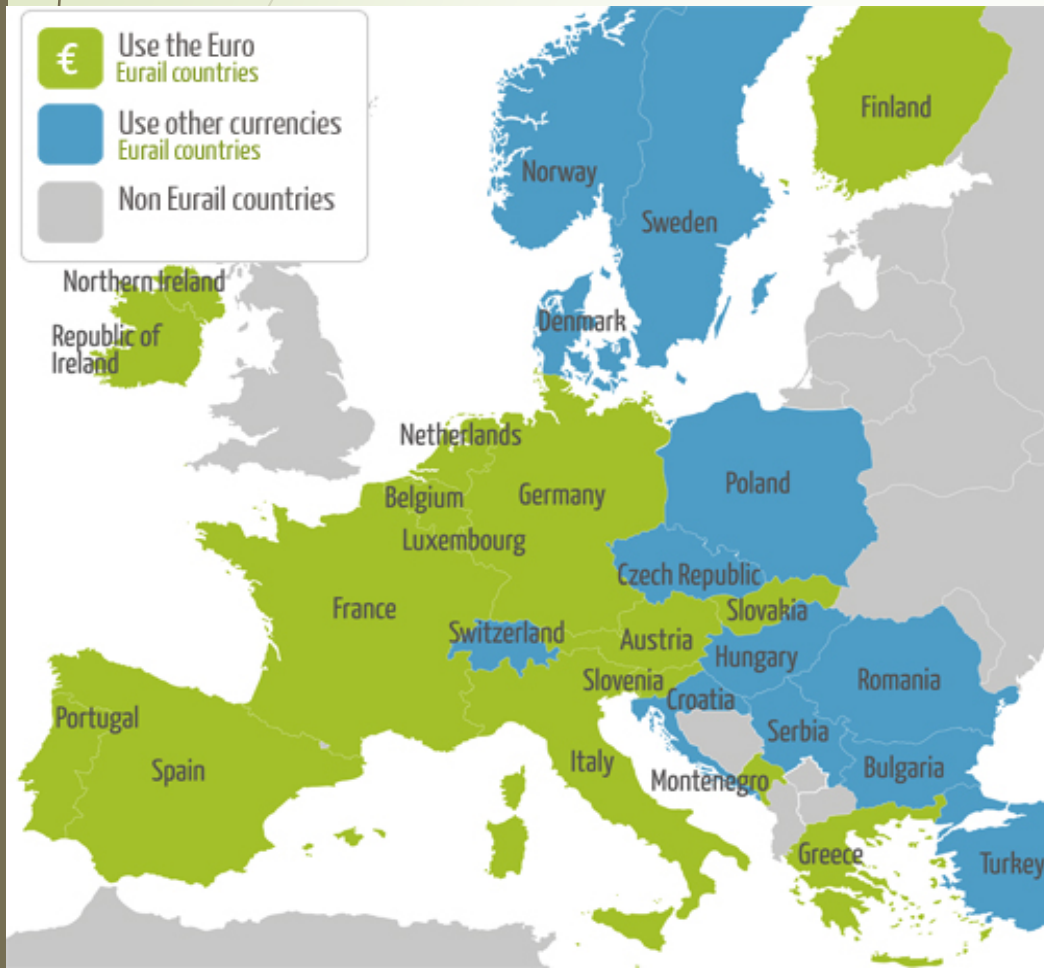 €
Use the Euro
Eurail countries
Use other currencies
Eurail countries
Non Eurail countries
Finland
Norway
Sweden
Northern Ireland
Denmark
Republic of
Ireland
Netherlands
Belgium
Germany
Poland
Luxembourg
Czech Republic
France
Slovakia
Switzerland
Austria
Hungary
Slovenia
Romania
Croatia
Portugal
Serbia
Spain
Italy
Bulgaria
Montenegro
Greece
Turkey